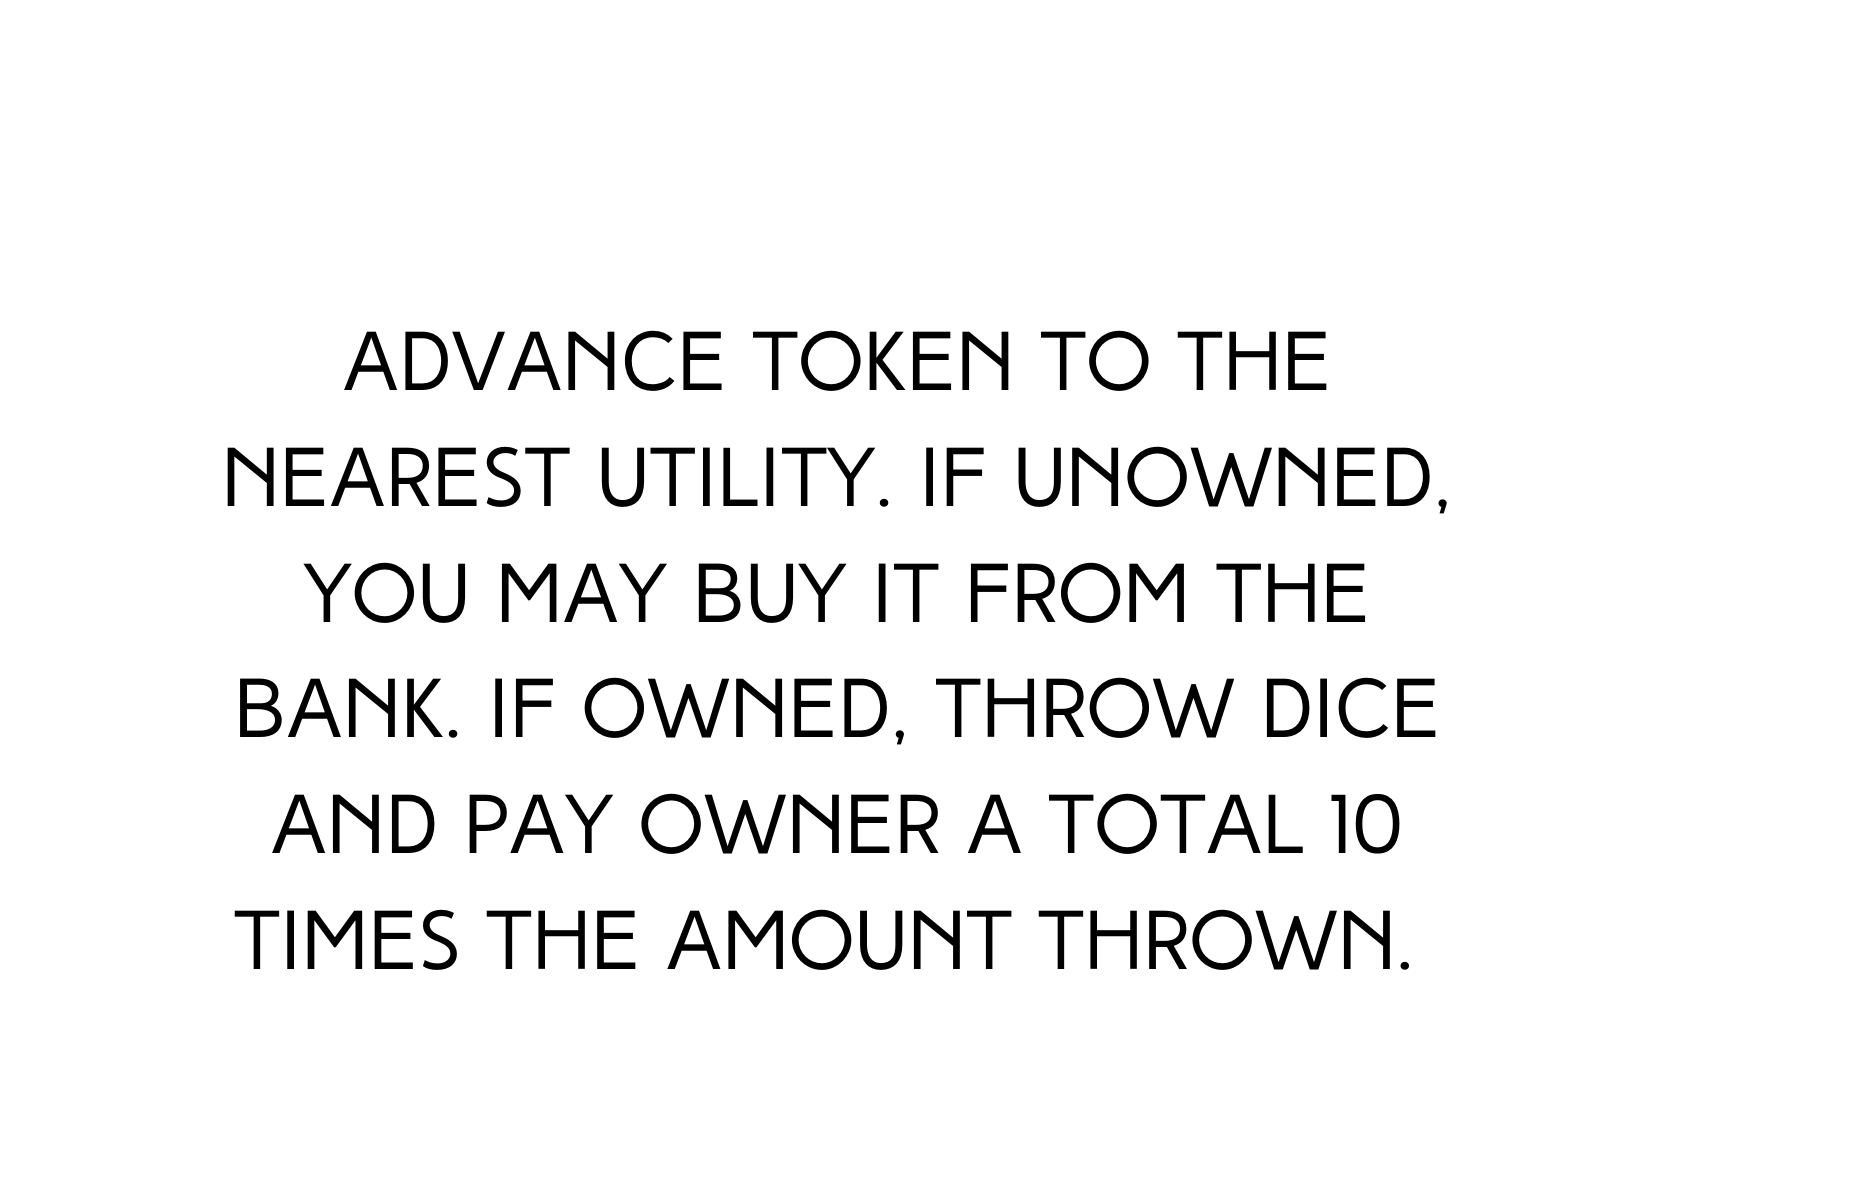 ADVANCE TOKEN TO THE
NEAREST UTILITY. IF UNOWNED,
YOU MAY BUY IT FROM THE
BANK. IF OWNED, THROW DICE
AND PAY OWNER A TOTAL 10
TIMES THE AMOUNT THROWN.